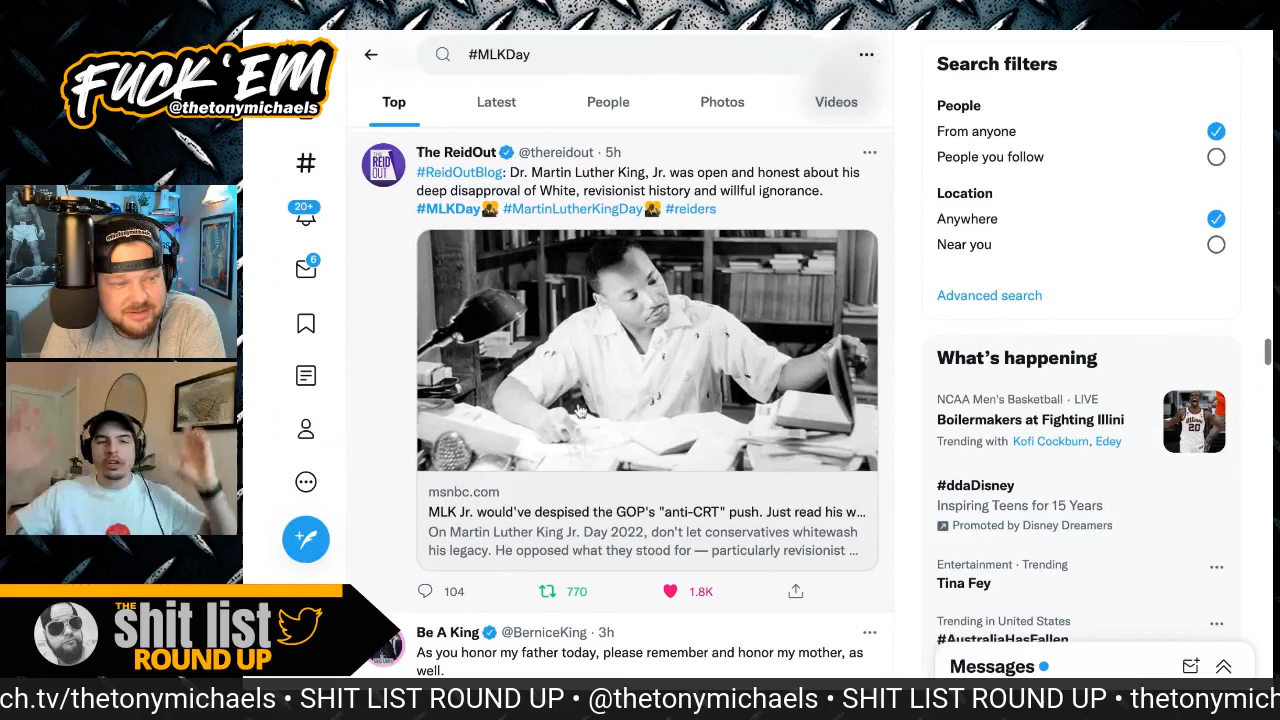 FUCK 'EM
@thetonymichaels
#MLKDay
Top
Latest
People
Photos
Videos
20+
6
THE REID OUT
The ReidOut @thereidout · 5h
#ReidOutBlog: Dr. Martin Luther King, Jr. was open and honest about his
deep disapproval of White, revisionist history and willful ignorance.
#MLKDay #MartinLutherKingDay #reiders
msnbc.com
MLK Jr. would've despised the GOP's "anti-CRT" push. Just read his w...
On Martin Luther King Jr. Day 2022, don't let conservatives whitewash
his legacy. He opposed what they stood for — particularly revisionist ...
104
770
1.8K
Be A King @BerniceKing · 3h
As you honor my father today, please remember and honor my mother, as
well.
Search filters
People
From anyone
People you follow
Location
Anywhere
Near you
Advanced search
What's happening
NCAA Men's Basketball · LIVE
Boilermakers at Fighting Illini
Trending with Kofi Cockburn, Edey
#ddaDisney
Inspiring Teens for 15 Years
Promoted by Disney Dreamers
Entertainment · Trending
Tina Fey
Trending in United States
#AustraliaHasFallen
Messages
THE shit list
ROUND UP
ch.tv/thetonymichaels • SHIT LIST ROUND UP • @thetonymichaels • SHIT LIST ROUND UP • thetonymich